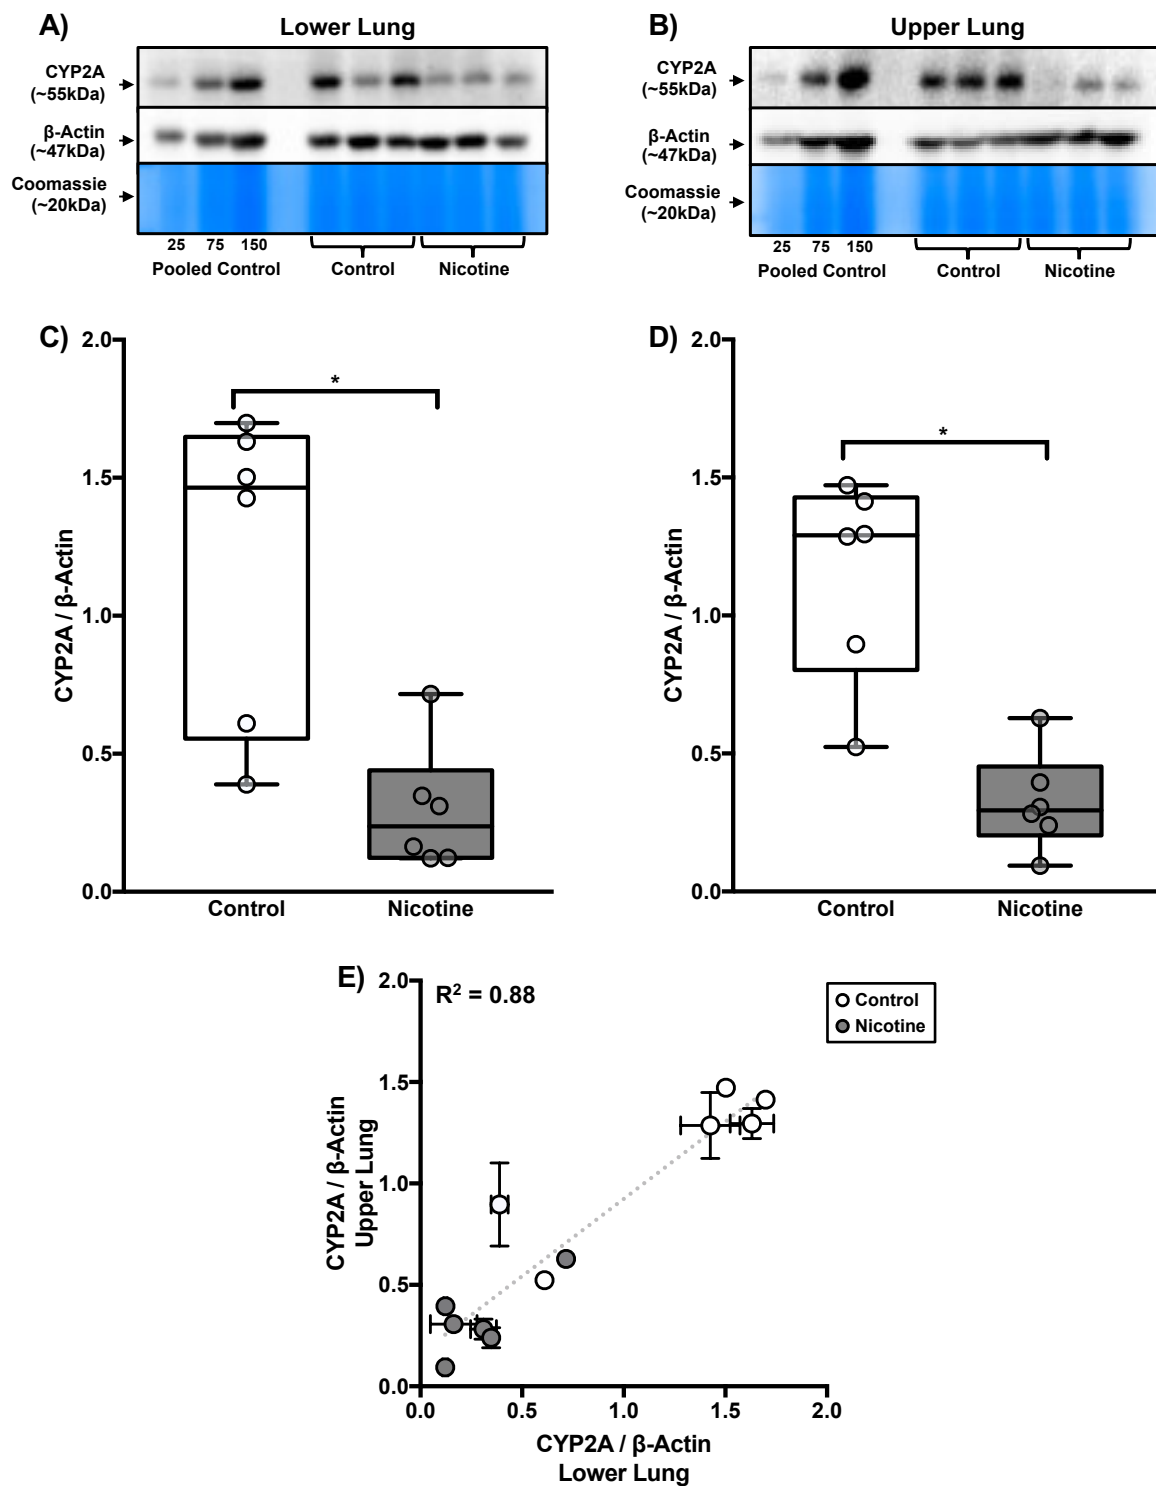 A)
Lower Lung
CYP2A
(~55kDa)
β-Actin
(~47kDa)
Coomassie
(~20kDa)
25 75 150
Pooled Control
Control
Nicotine
B)
Upper Lung
CYP2A
(~55kDa)
β-Actin
(~47kDa)
Coomassie
(~20kDa)
25 75 150
Pooled Control
Control
Nicotine
C)
CYP2A / β-Actin
2.0
1.5
1.0
0.5
0.0
*
Control
Nicotine
D)
CYP2A / β-Actin
2.0
1.5
1.0
0.5
0.0
*
Control
Nicotine
E)
R² = 0.88
CYP2A / β-Actin
Upper Lung
2.0
1.5
1.0
0.5
0.0
0.0 0.5 1.0 1.5 2.0
CYP2A / β-Actin
Lower Lung
Control
Nicotine